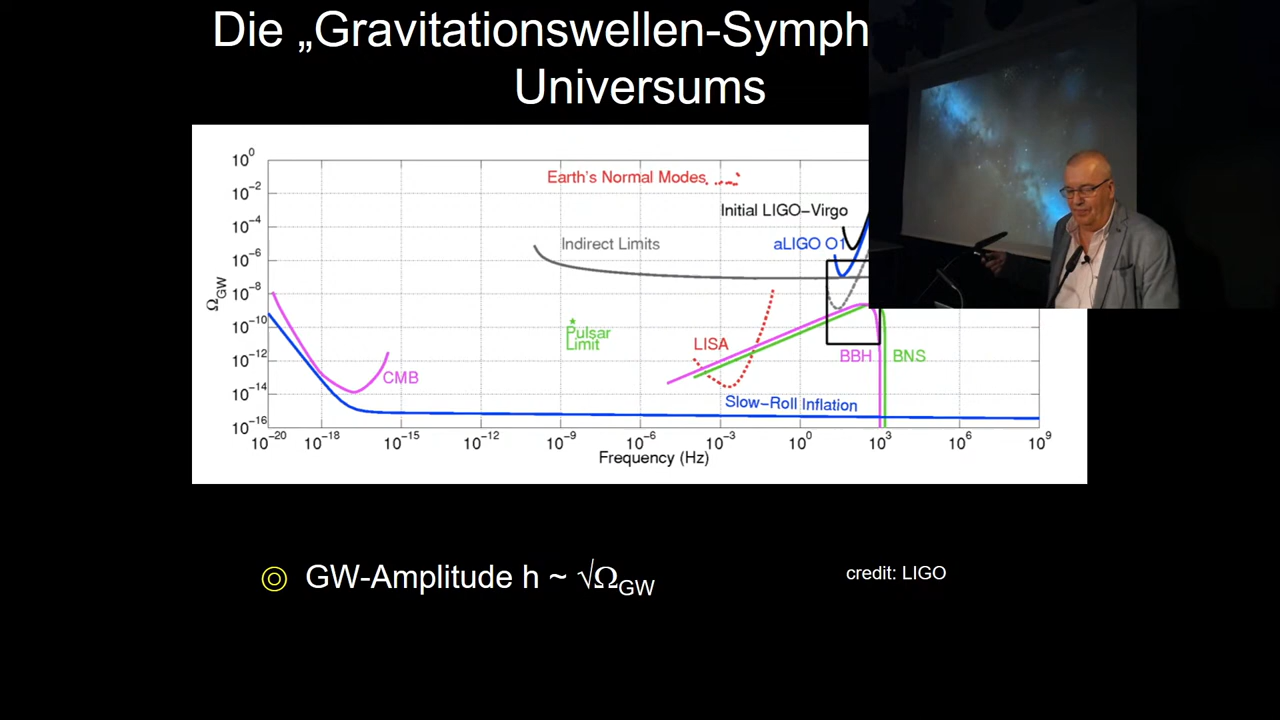 Die „Gravitationswellen-Symph
Universums
10⁰
10⁻²
10⁻⁴
10⁻⁶
10⁻⁸
10⁻¹⁰
10⁻¹²
10⁻¹⁴
10⁻¹⁶
Ω_GW
Earth's Normal Modes
Initial LIGO−Virgo
Indirect Limits
aLIGO O1
Pulsar
Limit
LISA
BBH
BNS
CMB
Slow−Roll Inflation
10⁻²⁰ 10⁻¹⁸ 10⁻¹⁵ 10⁻¹² 10⁻⁹ 10⁻⁶ 10⁻³ 10⁰ 10³ 10⁶ 10⁹
Frequency (Hz)
GW-Amplitude h ~ √Ω_GW
credit: LIGO